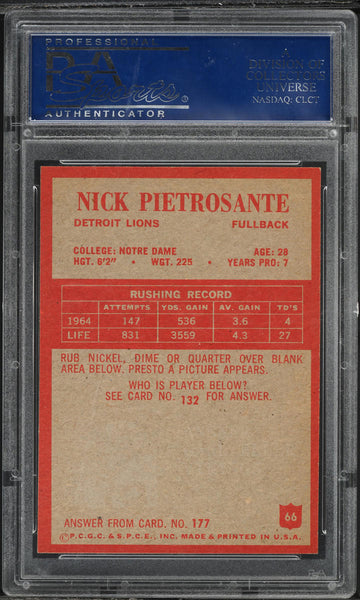 PROFESSIONAL
PSA
Sports ®
AUTHENTICATOR
A
DIVISION OF
COLLECTORS
UNIVERSE
NASDAQ: CLCT
NICK PIETROSANTE
DETROIT LIONS FULLBACK
COLLEGE: NOTRE DAME AGE: 28
HGT. 6'2" • WGT. 225 • YEARS PRO: 7
RUSHING RECORD
ATTEMPTS YDS. GAIN AV. GAIN TD'S
1964 147 536 3.6 4
LIFE 831 3559 4.3 27
RUB NICKEL, DIME OR QUARTER OVER BLANK
AREA BELOW. PRESTO A PICTURE APPEARS.
WHO IS PLAYER BELOW?
SEE CARD NO. 132 FOR ANSWER.
66
ANSWER FROM CARD. NO. 177
© P.C.G.C. & S.P.C.E., INC. MADE & PRINTED IN U.S.A.